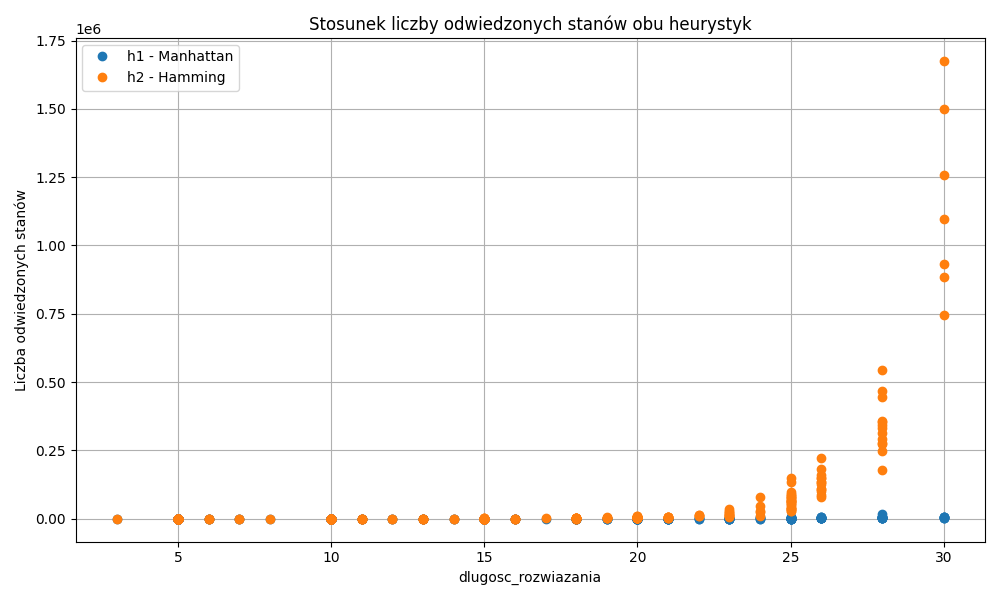 Stosunek liczby odwiedzonych stanów obu heurystyk
1e6
h1 - Manhattan
h2 - Hamming
Liczba odwiedzonych stanów
1.75
1.50
1.25
1.00
0.75
0.50
0.25
0.00
5 10 15 20 25 30
dlugosc_rozwiazania